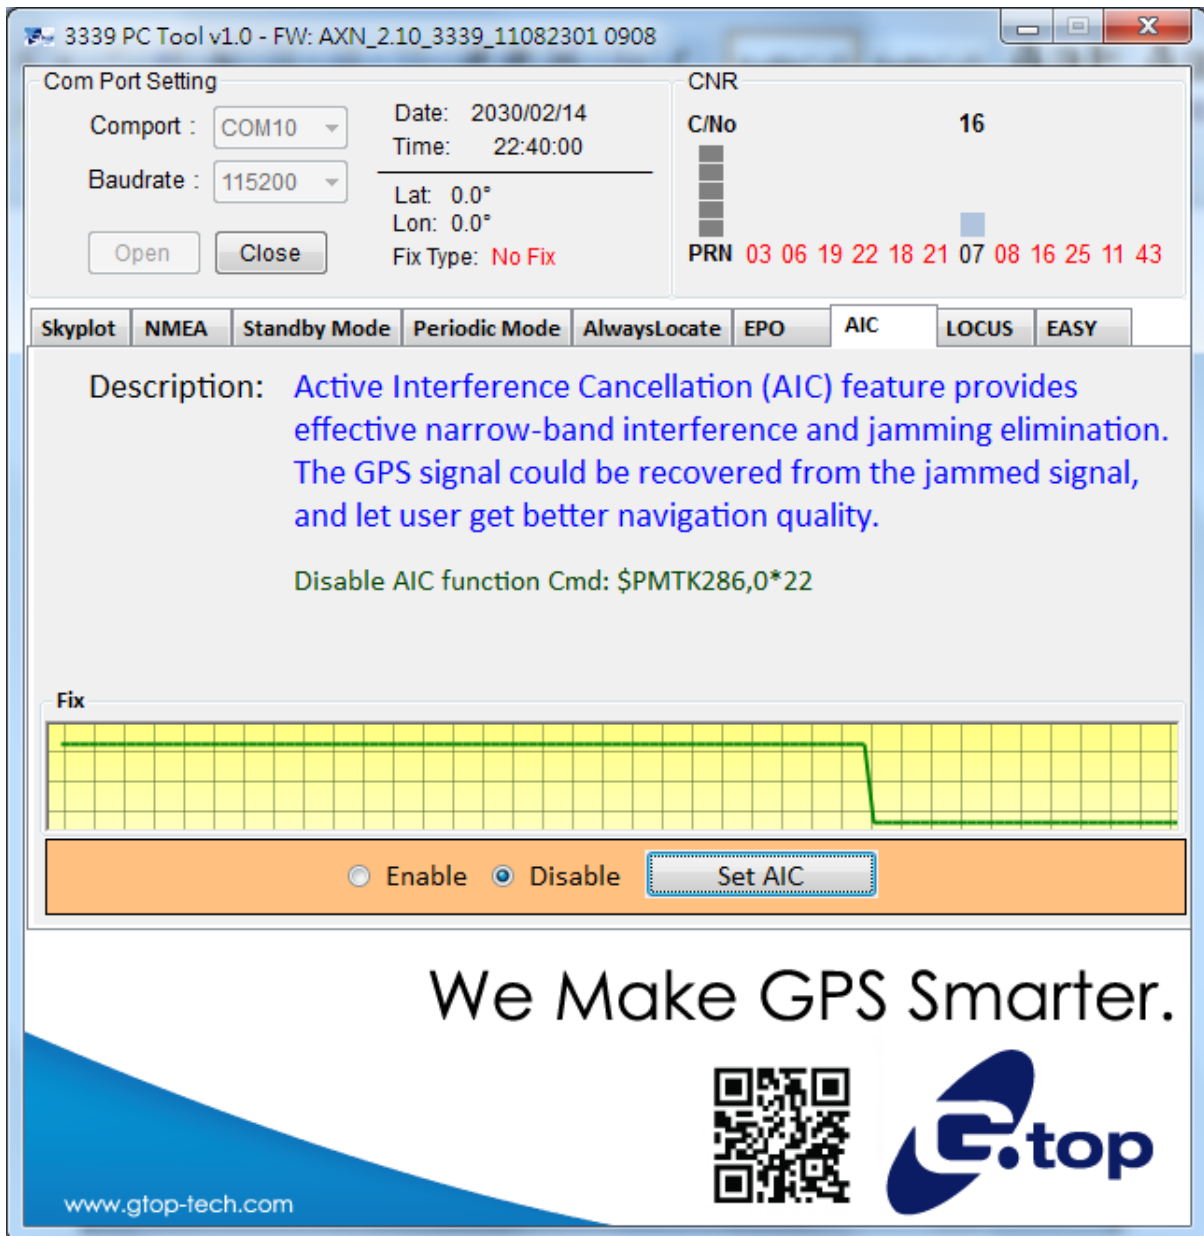 3339 PC Tool v1.0 - FW: AXN_2.10_3339_11082301 0908
Com Port Setting
Comport : COM10
Baudrate : 115200
Open Close
Date: 2030/02/14
Time: 22:40:00
Lat: 0.0°
Lon: 0.0°
Fix Type: No Fix
CNR
C/No 16
PRN 03 06 19 22 18 21 07 08 16 25 11 43
Skyplot NMEA Standby Mode Periodic Mode AlwaysLocate EPO AIC LOCUS EASY
Description: Active Interference Cancellation (AIC) feature provides
effective narrow-band interference and jamming elimination.
The GPS signal could be recovered from the jammed signal,
and let user get better navigation quality.
Disable AIC function Cmd: $PMTK286,0*22
Fix
Enable Disable Set AIC
We Make GPS Smarter.
G.top
www.gtop-tech.com